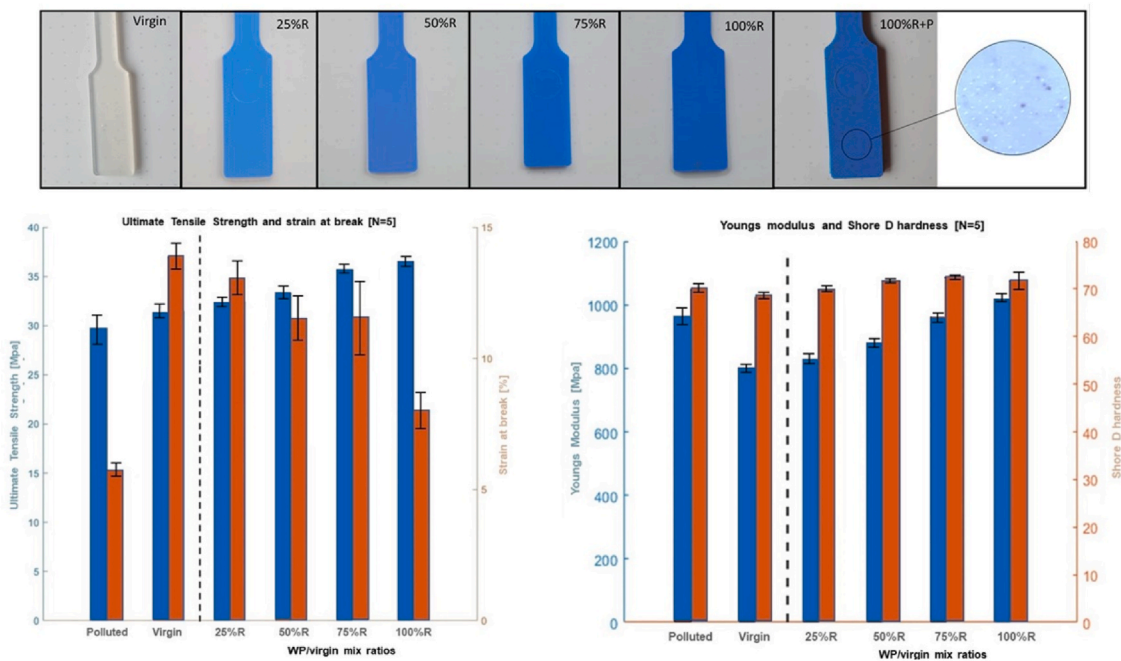 Virgin
25%R
50%R
75%R
100%R
100%R+P
Ultimate Tensile Strength and strain at break [N=5]
40
35
30
25
20
15
10
5
0
Ultimate Tensile Strength [Mpa]
15
10
5
0
Strain at break [%]
Polluted Virgin 25%R 50%R 75%R 100%R
WP/virgin mix ratios
Youngs modulus and Shore D hardness [N=5]
1200
1000
800
600
400
200
0
Youngs Modulus [Mpa]
80
70
60
50
40
30
20
10
0
Shore D hardness
Polluted Virgin 25%R 50%R 75%R 100%R
WP/virgin mix ratios